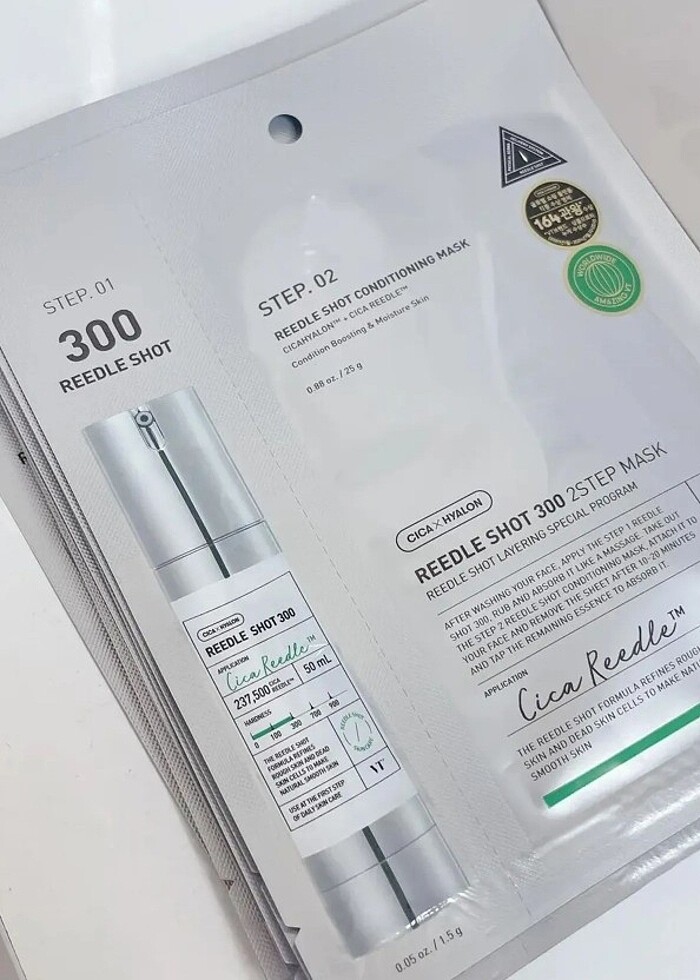 STEP. 01
300
REEDLE SHOT
CICA X HYALON
REEDLE SHOT 300
APPLICATION
Cica Reedle™
237,500 CICA REEDLE™
50 mL
HARDNESS
0 100 300 700 900
THE REEDLE SHOT
FORMULA REFINES
ROUGH SKIN AND DEAD
SKIN CELLS TO MAKE
NATURAL SMOOTH SKIN
USE AT THE FIRST STEP
OF DAILY SKIN CARE
VT
0.05 oz. / 1.5 g
STEP. 02
REEDLE SHOT CONDITIONING MASK
CICAHYALON™ + CICA REEDLE™
Condition Boosting & Moisture Skin
0.88 oz. / 25 g
164관왕
WORLDWIDE
AMAZING VT
CICA X HYALON
REEDLE SHOT 300 2STEP MASK
REEDLE SHOT LAYERING SPECIAL PROGRAM
AFTER WASHING YOUR FACE, APPLY THE STEP 1 REEDLE
SHOT 300, RUB AND ABSORB IT LIKE A MASSAGE. TAKE OUT
THE STEP 2 REEDLE SHOT CONDITIONING MASK, ATTACH IT
YOUR FACE AND REMOVE THE SHEET AFTER 10-20 MINUTES
AND TAP THE REMAINING ESSENCE TO ABSORB IT.
APPLICATION
Cica Reedle™
THE REEDLE SHOT FORMULA REFINES ROUGH
SKIN AND DEAD SKIN CELLS TO MAKE
SMOOTH SKIN